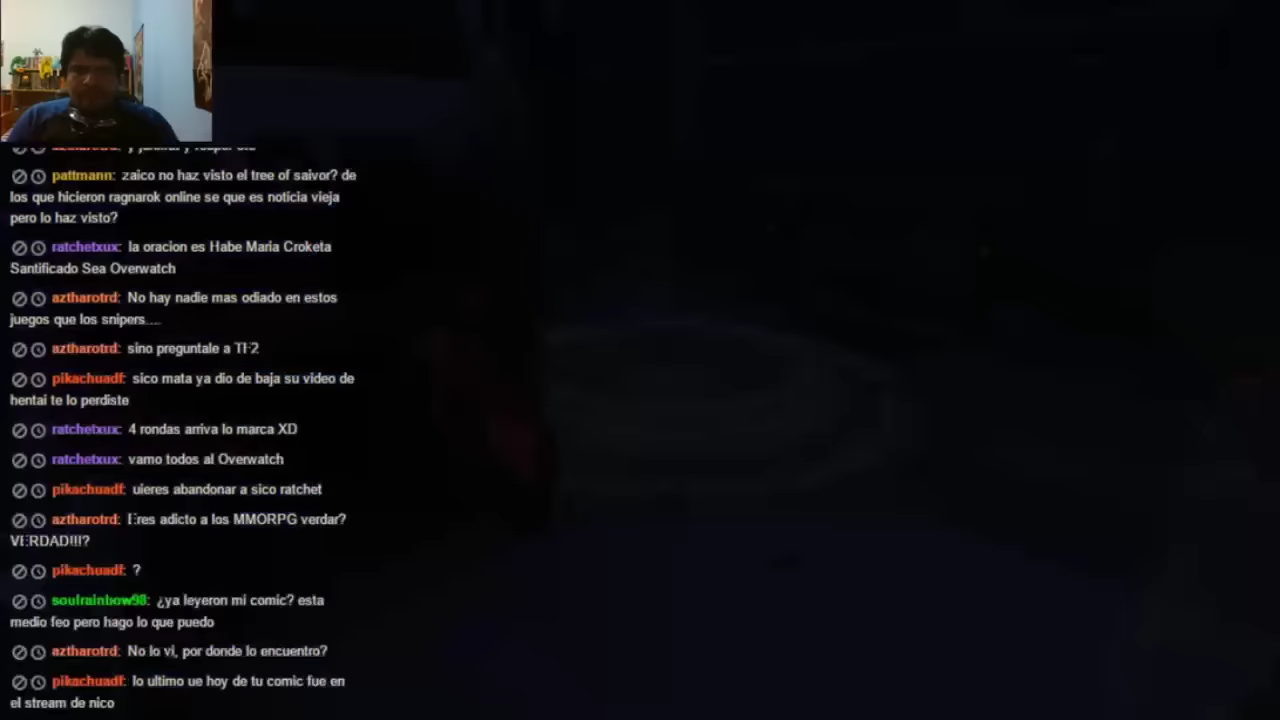 pattmann: zaico no haz visto el tree of saivor? de
los que hicieron ragnarok online se que es noticia vieja
pero lo haz visto?
ratchetxux: la oracion es Habe Maria Croketa
Santificado Sea Overwatch
aztharotrd: No hay nadie mas odiado en estos
juegos que los snipers....
aztharotrd: sino preguntale a TF2
pikachuadf: sico mata ya dio de baja su video de
hentai te lo perdiste
ratchetxux: 4 rondas arriva lo marca XD
ratchetxux: vamo todos al Overwatch
pikachuadf: uieres abandonar a sico ratchet
aztharotrd: Eres adicto a los MMORPG verdar?
VERDAD!!!?
pikachuadf: ?
soulrainbow98: ¿ya leyeron mi comic? esta
medio feo pero hago lo que puedo
aztharotrd: No lo vi, por donde lo encuentro?
pikachuadf: lo ultimo ue hoy de tu comic fue en
el stream de nico